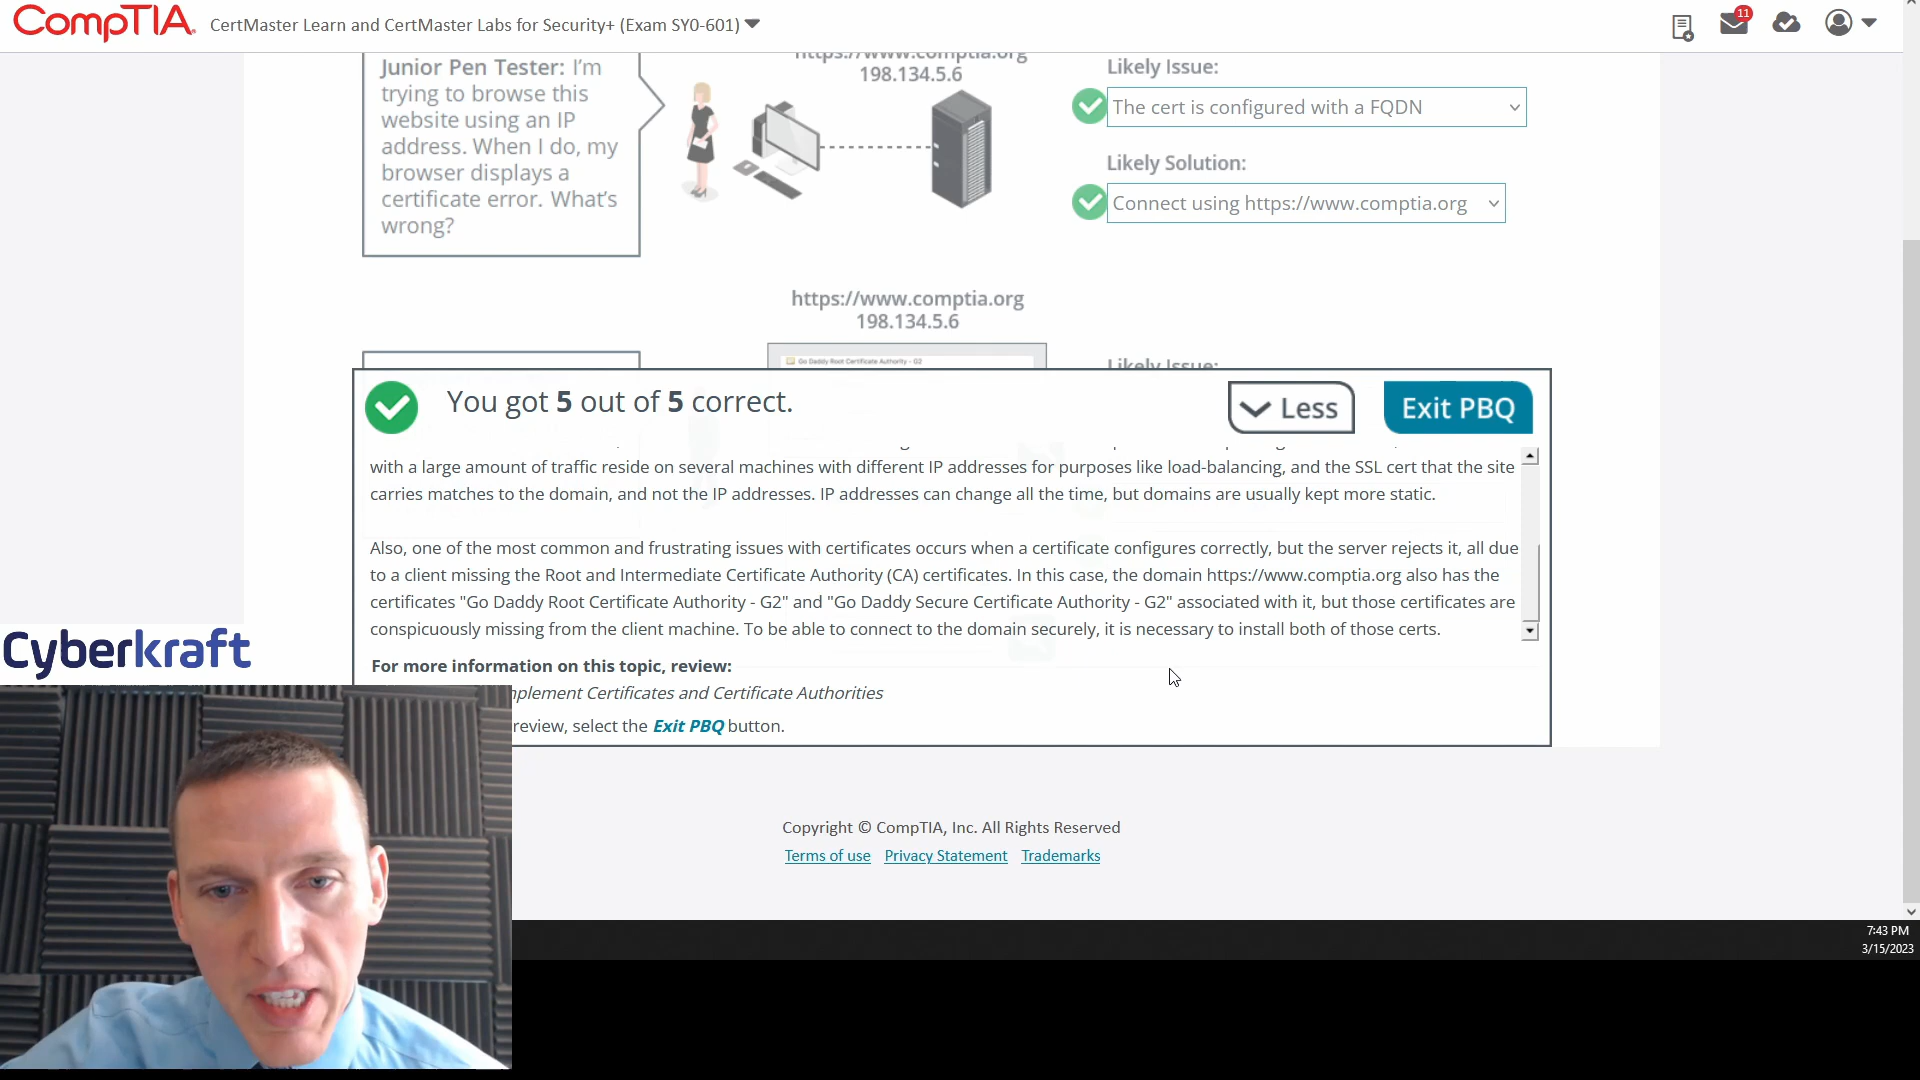 CompTIA.
CertMaster Learn and CertMaster Labs for Security+ (Exam SY0-601)
11
Junior Pen Tester: I'm
trying to browse this
website using an IP
address. When I do, my
browser displays a
certificate error. What's
wrong?
https://www.comptia.org
198.134.5.6
Likely Issue:
The cert is configured with a FQDN
Likely Solution:
Connect using https://www.comptia.org
https://www.comptia.org
198.134.5.6
Go Daddy Root Certificate Authority - G2
Likely Issue:
You got 5 out of 5 correct.
Less
Exit PBQ
with a large amount of traffic reside on several machines with different IP addresses for purposes like load-balancing, and the SSL cert that the site
carries matches to the domain, and not the IP addresses. IP addresses can change all the time, but domains are usually kept more static.
Also, one of the most common and frustrating issues with certificates occurs when a certificate configures correctly, but the server rejects it, all due
to a client missing the Root and Intermediate Certificate Authority (CA) certificates. In this case, the domain https://www.comptia.org also has the
certificates "Go Daddy Root Certificate Authority - G2" and "Go Daddy Secure Certificate Authority - G2" associated with it, but those certificates are
conspicuously missing from the client machine. To be able to connect to the domain securely, it is necessary to install both of those certs.
For more information on this topic, review:
mplement Certificates and Certificate Authorities
review, select the Exit PBQ button.
Cyberkraft
Copyright © CompTIA, Inc. All Rights Reserved
Terms of use Privacy Statement Trademarks
7:43 PM
3/15/2023